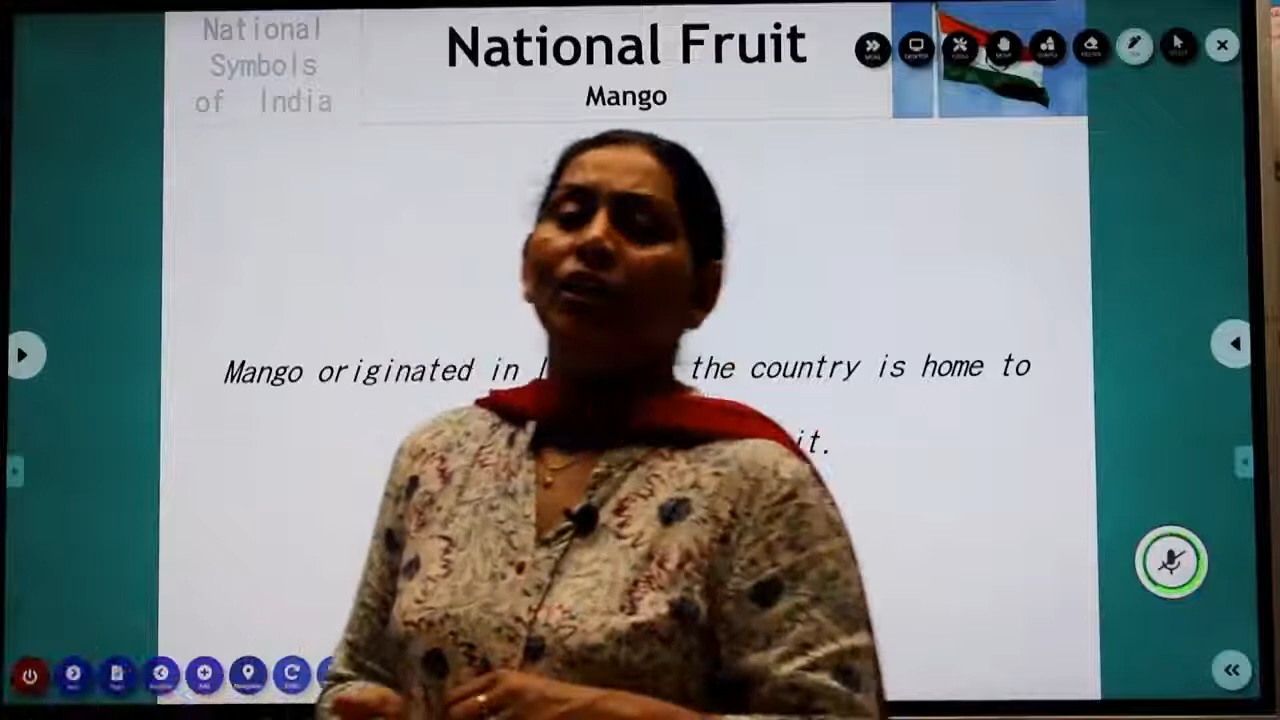 National
Symbols
of India
National Fruit
Mango
Mango originated in the country is home to
it.